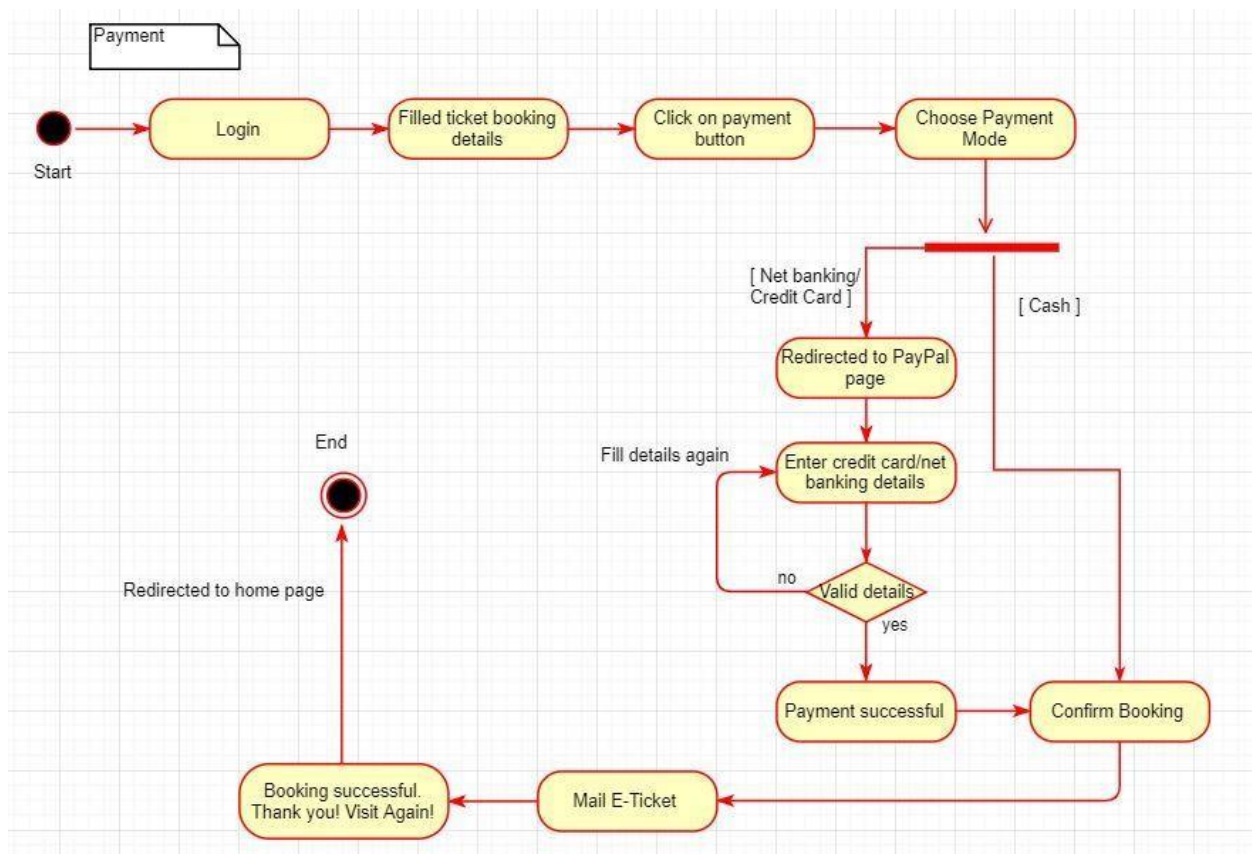 Payment
Start
Login
Filled ticket booking
details
Click on payment
button
Choose Payment
Mode
[ Net banking/
Credit Card ]
[ Cash ]
Redirected to PayPal
page
Fill details again
Enter credit card/net
banking details
no
Valid details
yes
Payment successful
Confirm Booking
Mail E-Ticket
Booking successful.
Thank you! Visit Again!
Redirected to home page
End